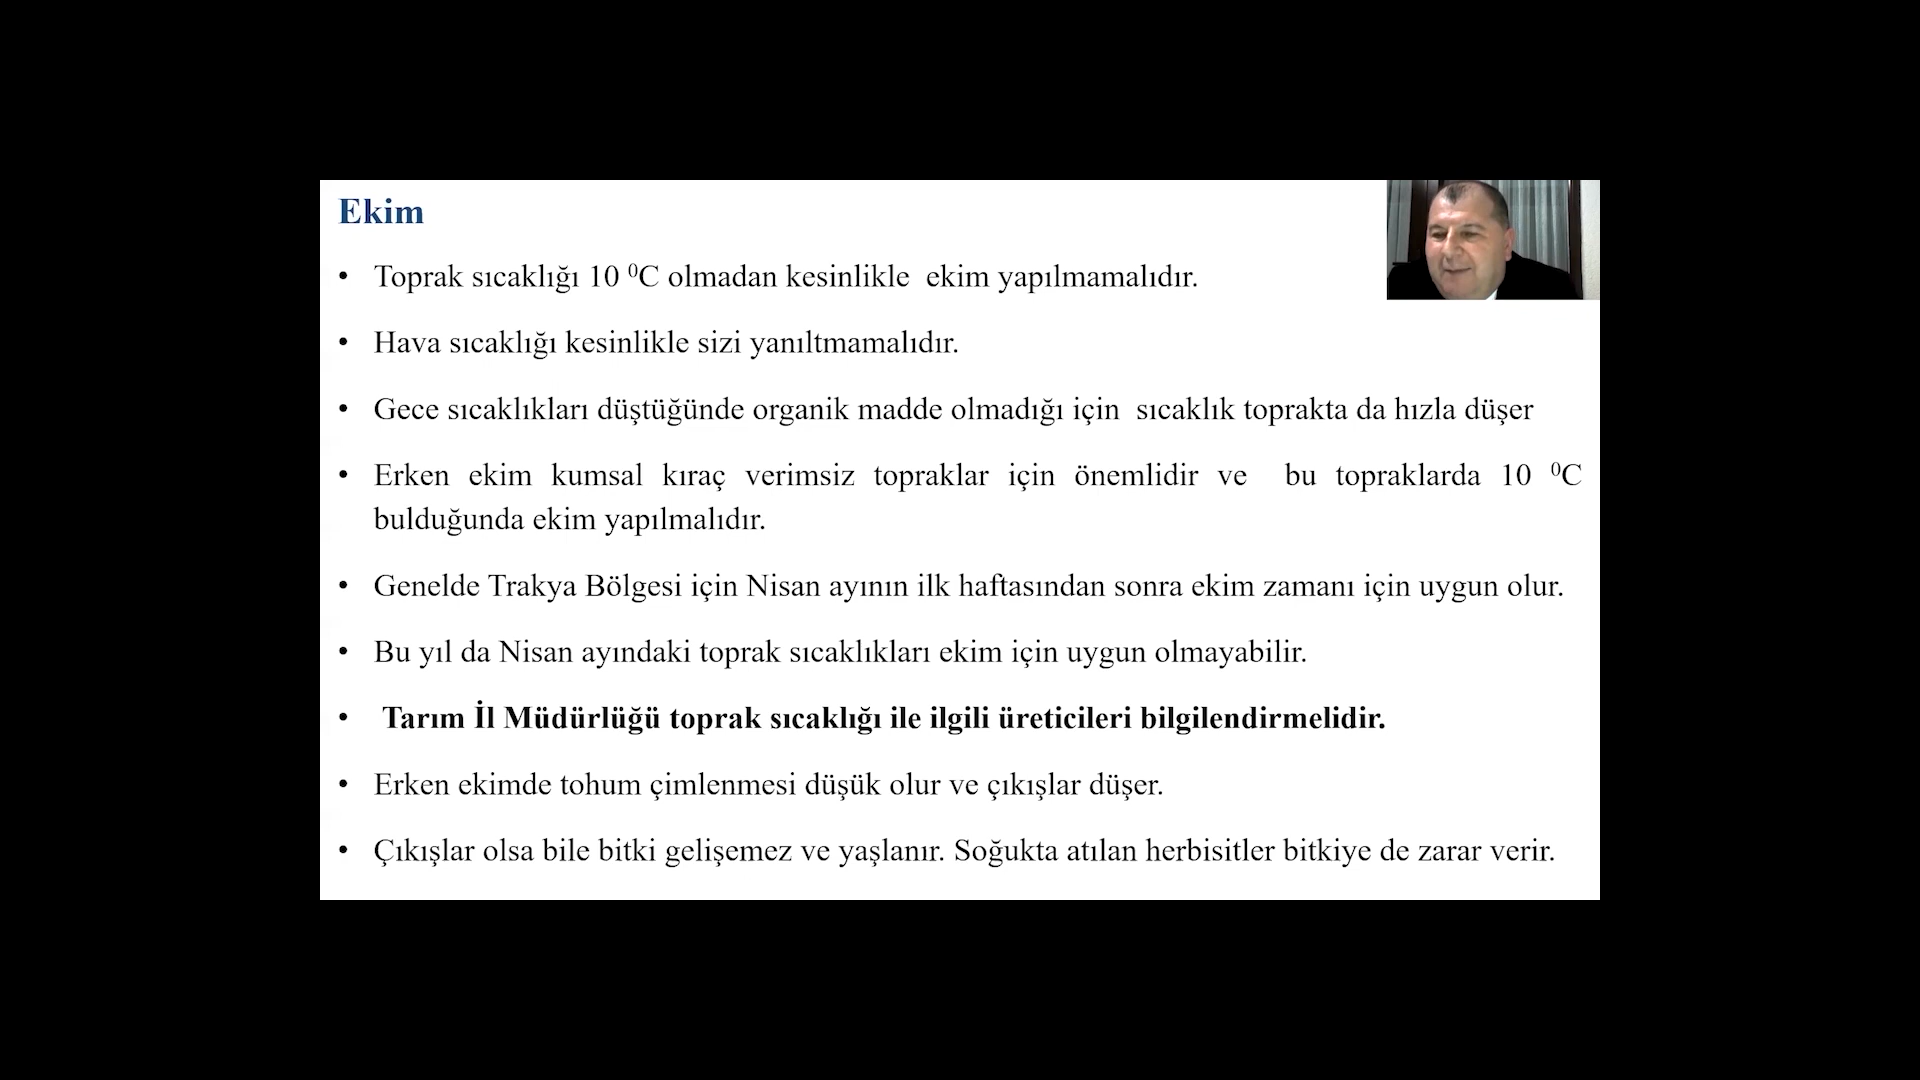 Ekim
• Toprak sıcaklığı 10 ⁰C olmadan kesinlikle  ekim yapılmamalıdır.
• Hava sıcaklığı kesinlikle sizi yanıltmamalıdır.
• Gece sıcaklıkları düştüğünde organik madde olmadığı için  sıcaklık toprakta da hızla düşer
• Erken ekim kumsal kıraç verimsiz topraklar için önemlidir ve  bu topraklarda 10 ⁰C
bulduğunda ekim yapılmalıdır.
• Genelde Trakya Bölgesi için Nisan ayının ilk haftasından sonra ekim zamanı için uygun olur.
• Bu yıl da Nisan ayındaki toprak sıcaklıkları ekim için uygun olmayabilir.
• Tarım İl Müdürlüğü toprak sıcaklığı ile ilgili üreticileri bilgilendirmelidir.
• Erken ekimde tohum çimlenmesi düşük olur ve çıkışlar düşer.
• Çıkışlar olsa bile bitki gelişemez ve yaşlanır. Soğukta atılan herbisitler bitkiye de zarar verir.